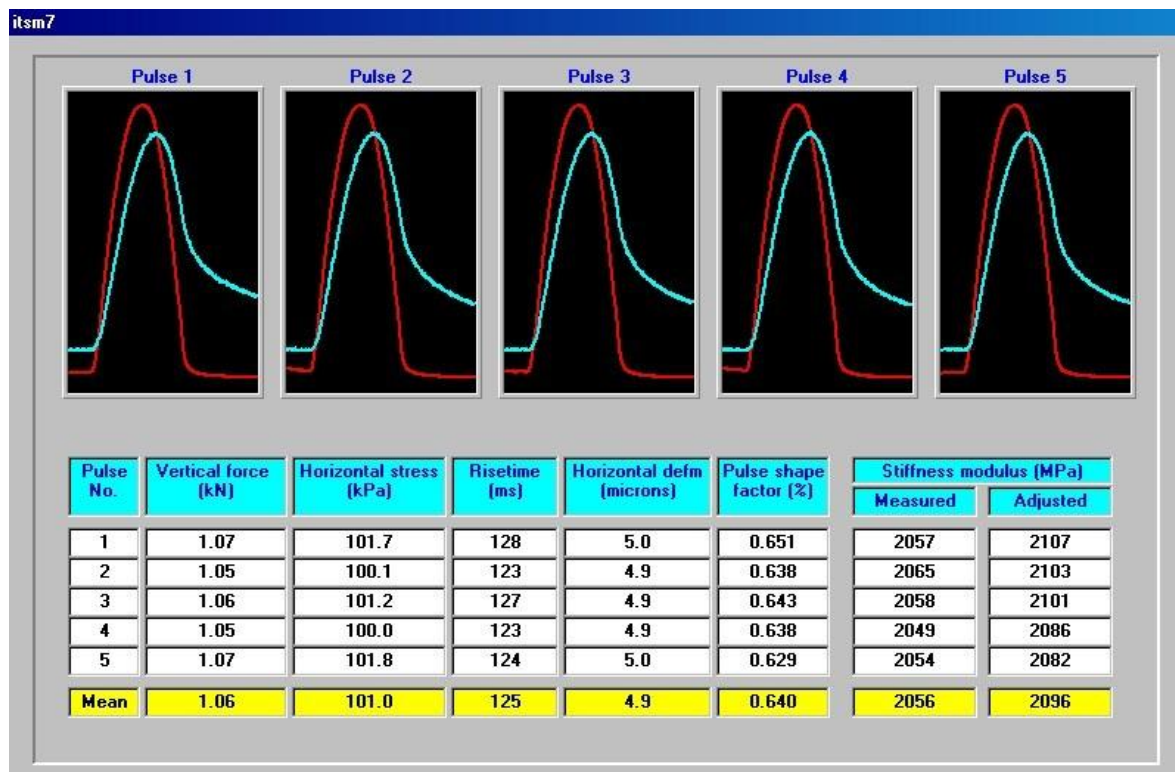 itsm7
Pulse 1 Pulse 2 Pulse 3 Pulse 4 Pulse 5
Pulse No. Vertical force (kN) Horizontal stress (kPa) Risetime (ms) Horizontal defm (microns) Pulse shape factor (%) Stiffness modulus (MPa)
Measured Adjusted
1 1.07 101.7 128 5.0 0.651 2057 2107
2 1.05 100.1 123 4.9 0.638 2065 2103
3 1.06 101.2 127 4.9 0.643 2058 2101
4 1.05 100.0 123 4.9 0.638 2049 2086
5 1.07 101.8 124 5.0 0.629 2054 2082
Mean 1.06 101.0 125 4.9 0.640 2056 2096